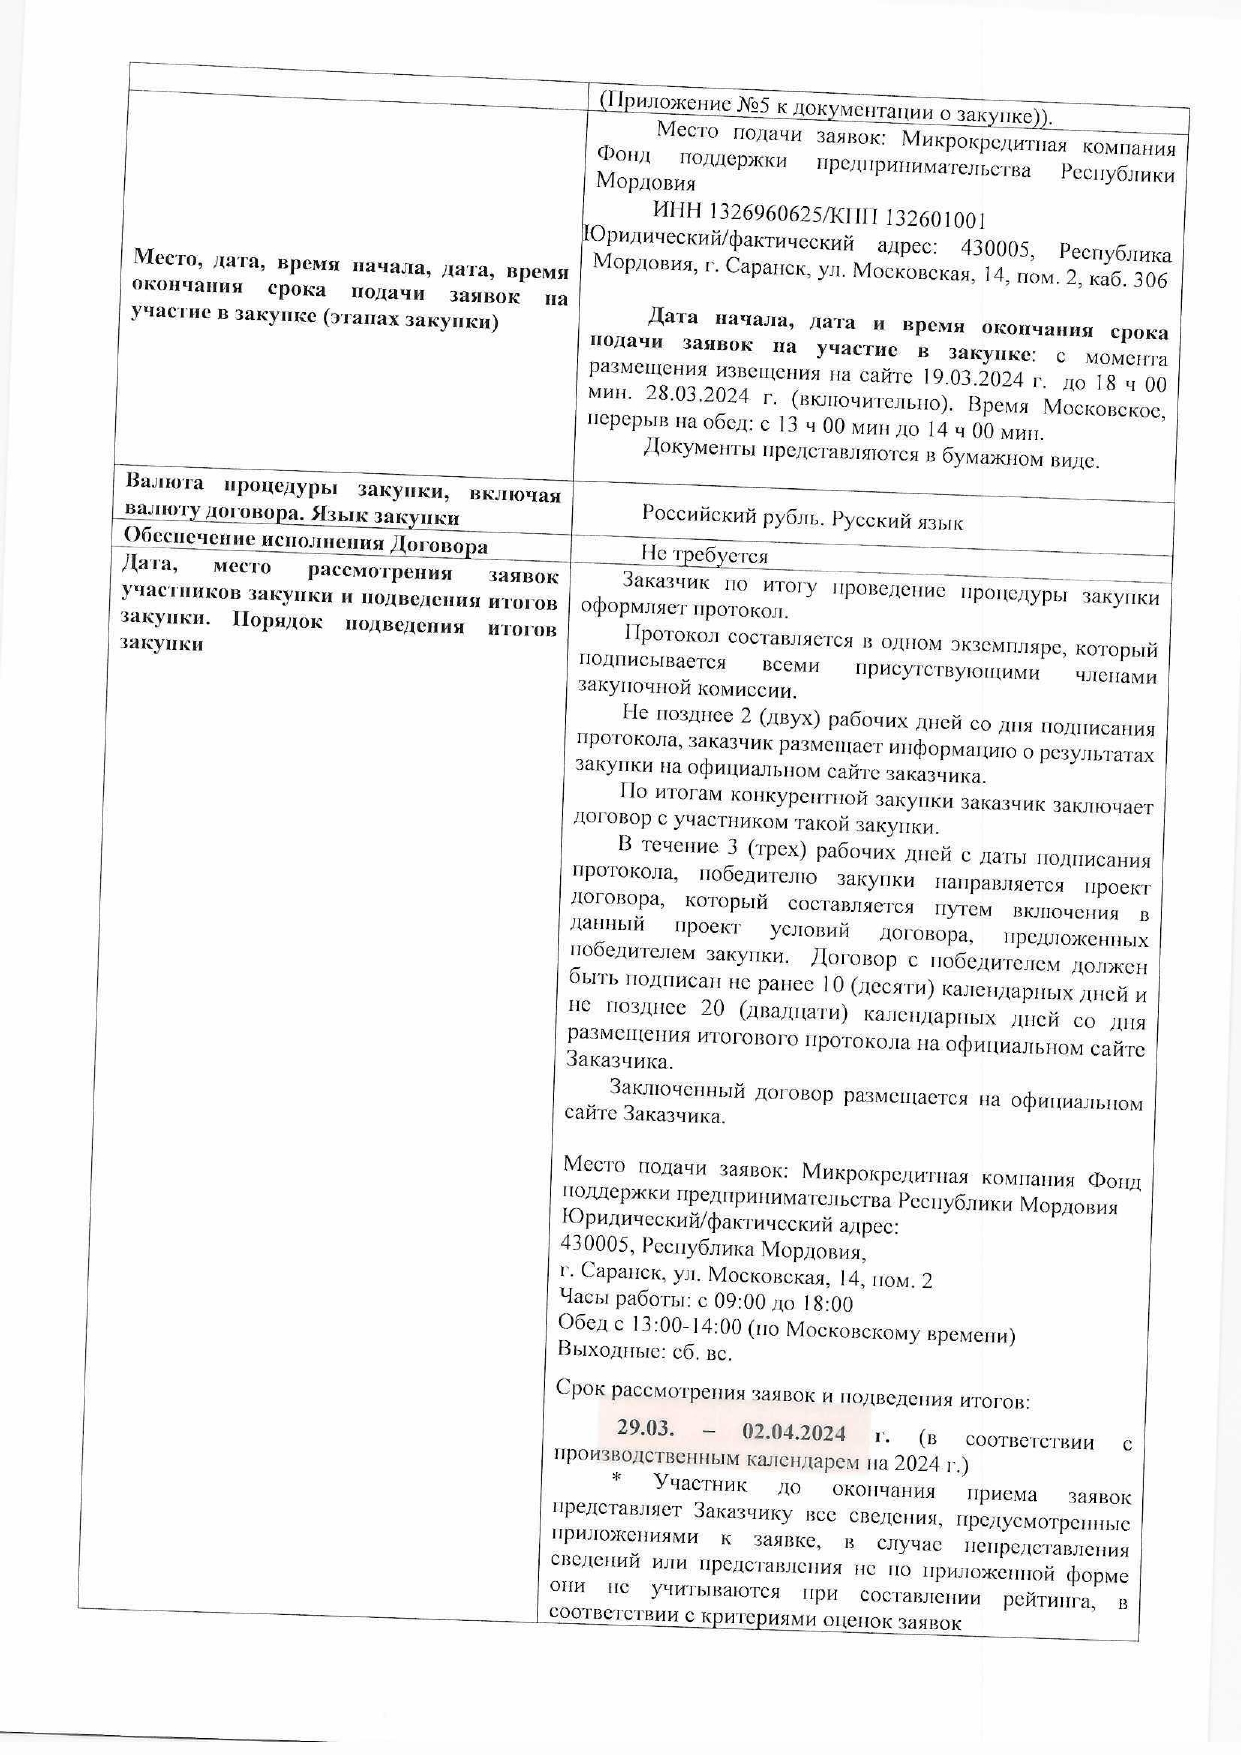 (Приложение №5 к документации о закупке)).
Место, дата, время начала, дата, время
окончания срока подачи заявок на
участие в закупке (этапах закупки)
Место подачи заявок: Микрокредитная компания
Фонд поддержки предпринимательства Республики
Мордовия
ИНН 1326960625/КПП 132601001
Юридический/фактический адрес: 430005, Республика
Мордовия, г. Саранск, ул. Московская, 14, пом. 2, каб. 306
Дата начала, дата и время окончания срока
подачи заявок на участие в закупке: с момента
размещения извещения на сайте 19.03.2024 г. до 18 ч 00
мин. 28.03.2024 г. (включительно). Время Московское,
перерыв на обед: с 13 ч 00 мин до 14 ч 00 мин.
Документы представляются в бумажном виде.
Валюта процедуры закупки, включая
валюту договора. Язык закупки
Российский рубль. Русский язык
Обеспечение исполнения Договора
Не требуется
Дата, место рассмотрения заявок
участников закупки и подведения итогов
закупки. Порядок подведения итогов
закупки
Заказчик по итогу проведение процедуры закупки
оформляет протокол.
Протокол составляется в одном экземпляре, который
подписывается всеми присутствующими членами
закупочной комиссии.
Не позднее 2 (двух) рабочих дней со дня подписания
протокола, заказчик размещает информацию о результатах
закупки на официальном сайте заказчика.
По итогам конкурентной закупки заказчик заключает
договор с участником такой закупки.
В течение 3 (трех) рабочих дней с даты подписания
протокола, победителю закупки направляется проект
договора, который составляется путем включения в
данный проект условий договора, предложенных
победителем закупки. Договор с победителем должен
быть подписан не ранее 10 (десяти) календарных дней и
не позднее 20 (двадцати) календарных дней со дня
размещения итогового протокола на официальном сайте
Заказчика.
Заключенный договор размещается на официальном
сайте Заказчика.
Место подачи заявок: Микрокредитная компания Фонд
поддержки предпринимательства Республики Мордовия
Юридический/фактический адрес:
430005, Республика Мордовия,
г. Саранск, ул. Московская, 14, пом. 2
Часы работы: с 09:00 до 18:00
Обед с 13:00-14:00 (по Московскому времени)
Выходные: сб. вс.
Срок рассмотрения заявок и подведения итогов:
29.03. – 02.04.2024 г. (в соответствии с
производственным календарем на 2024 г.)
* Участник до окончания приема заявок
представляет Заказчику все сведения, предусмотренные
приложениями к заявке, в случае непредставления
сведений или представления не по приложенной форме
они не учитываются при составлении рейтинга, в
соответствии с критериями оценок заявок